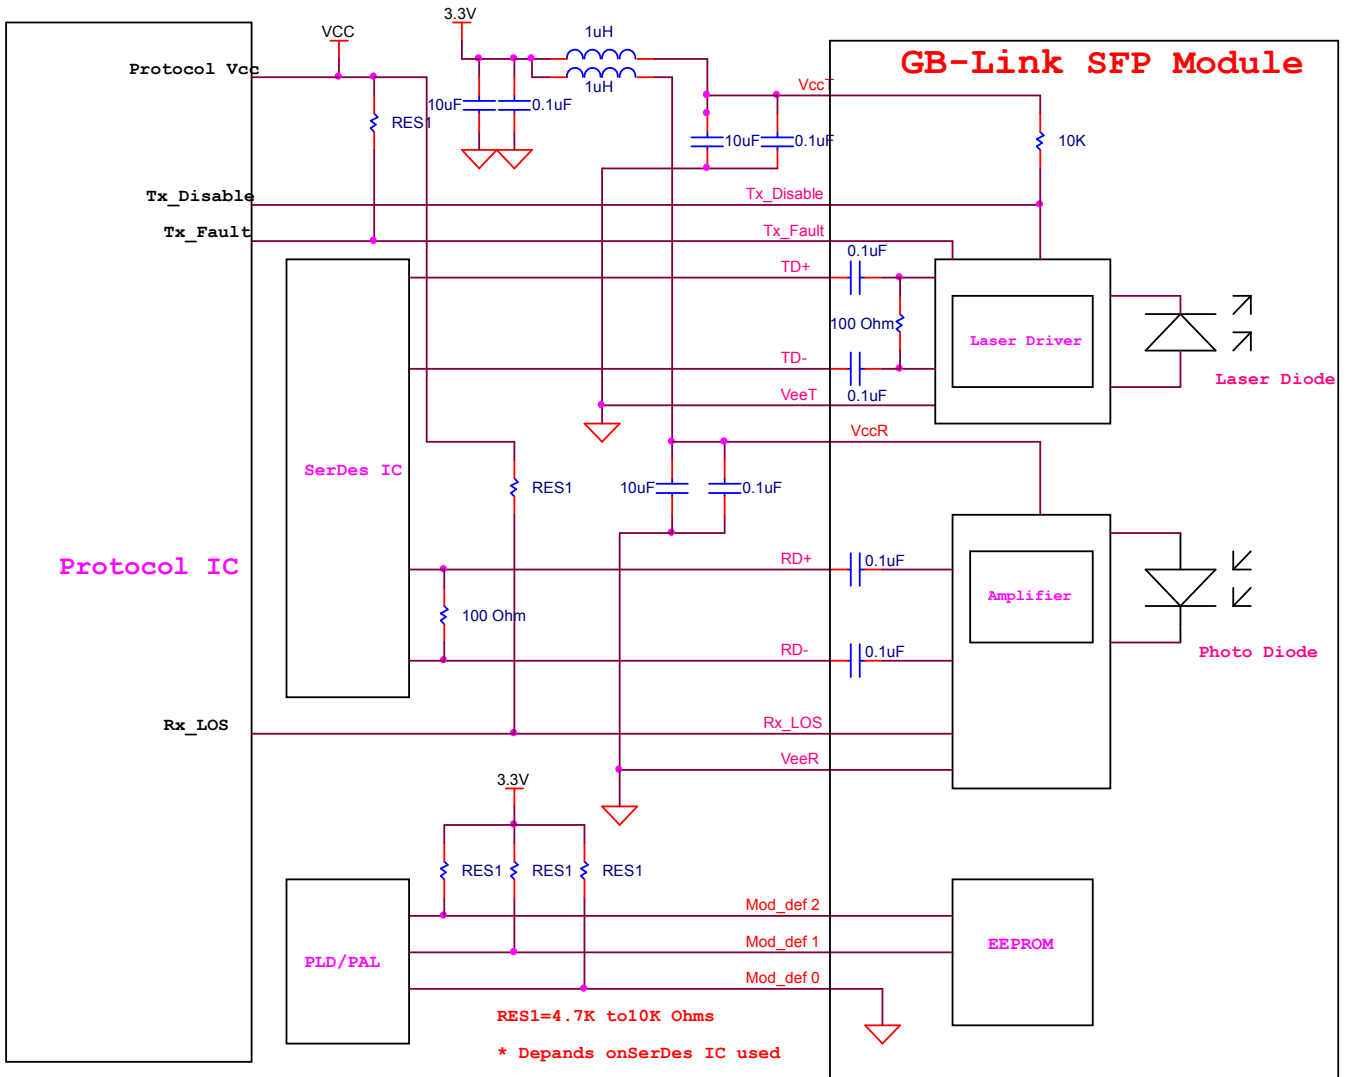 3.3V
1uH
VCC
GB-Link SFP Module
Protocol Vcc
1uH
VccT
10uF
0.1uF
RES1
10uF
0.1uF
10K
Tx_Disable
Tx_Disable
Tx_Fault
Tx_Fault
0.1uF
TD+
100 Ohm
Laser Driver
TD-
Laser Diode
VeeT
0.1uF
VccR
SerDes IC
RES1
10uF
0.1uF
Protocol IC
RD+
0.1uF
Amplifier
100 Ohm
RD-
0.1uF
Photo Diode
Rx_LOS
Rx_LOS
VeeR
3.3V
RES1
RES1
RES1
Mod_def 2
Mod_def 1
EEPROM
PLD/PAL
Mod_def 0
RES1=4.7K to10K Ohms
* Depands onSerDes IC used